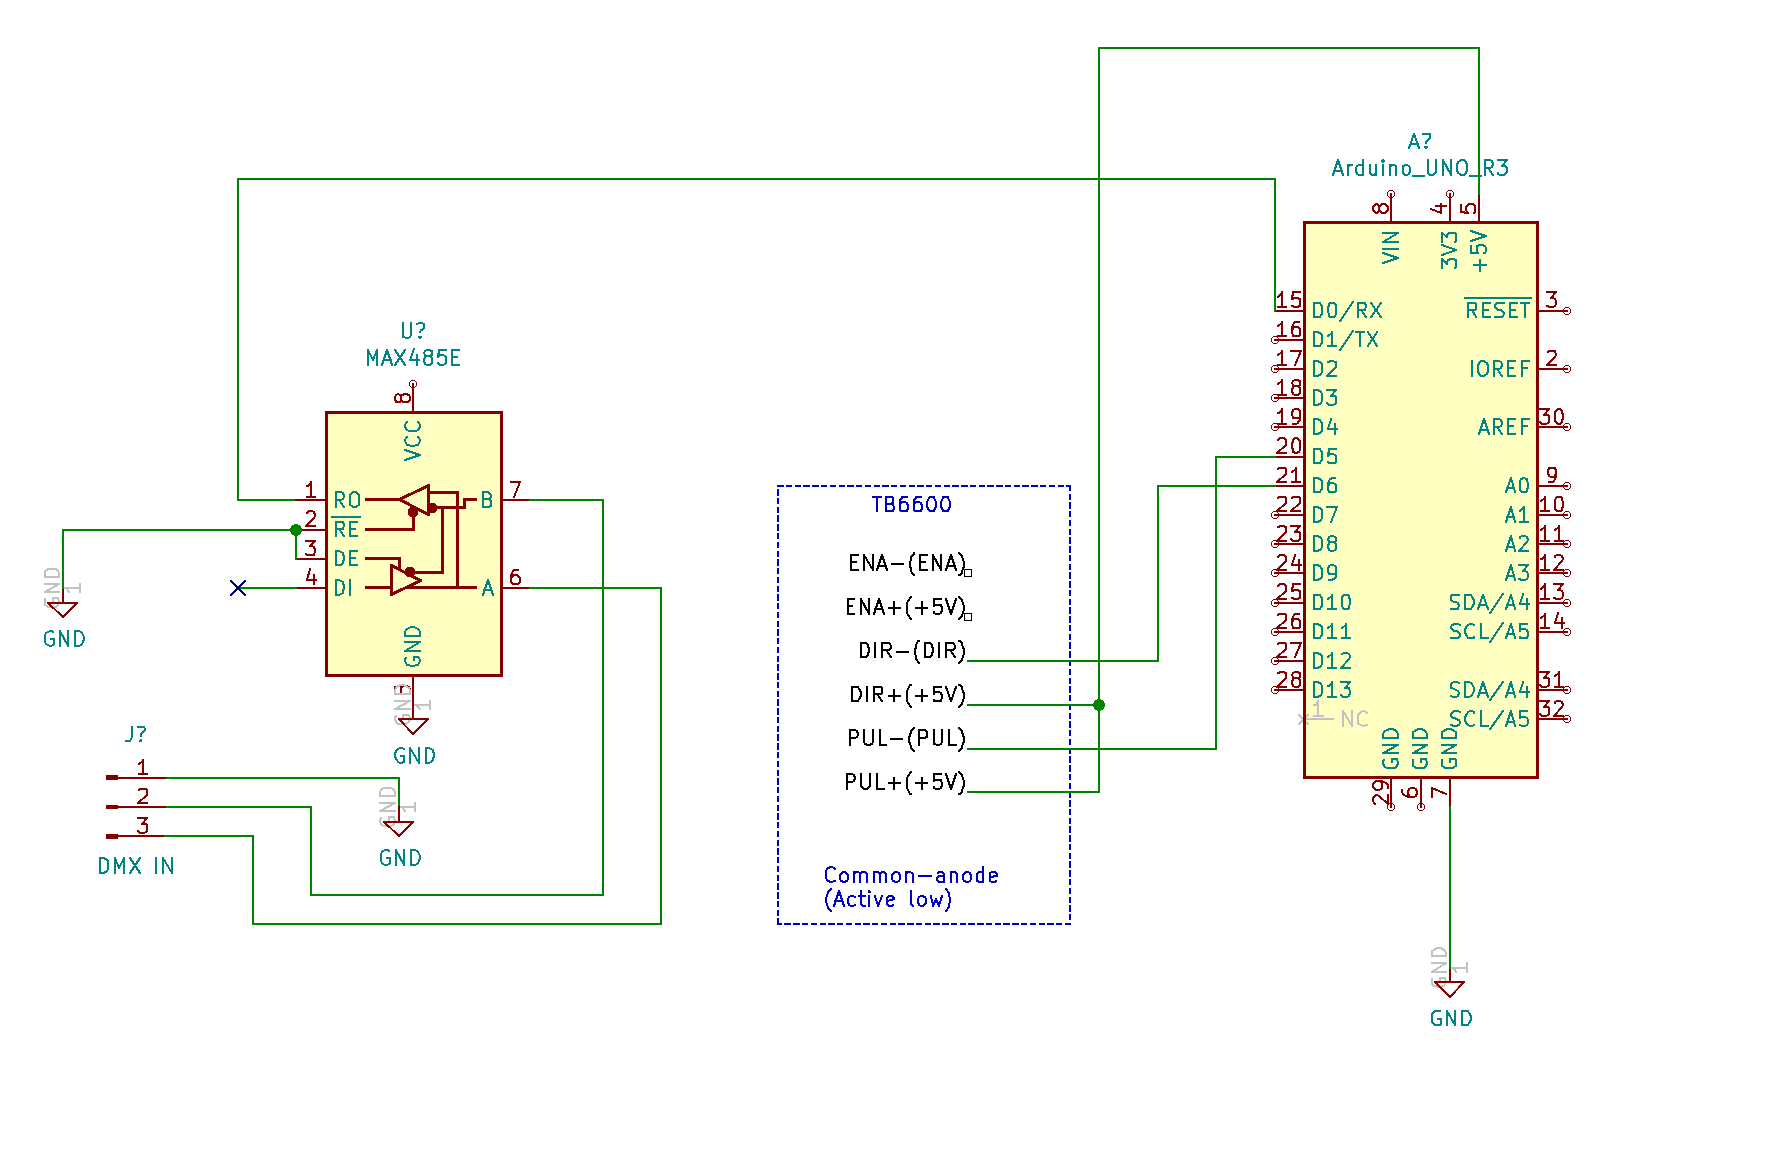 A?
Arduino_UNO_R3
8
4
5
VIN
3V3
+5V
15 D0/RX
16 D1/TX
17 D2
18 D3
19 D4
20 D5
21 D6
22 D7
23 D8
24 D9
25 D10
26 D11
27 D12
28 D13
1 NC
RESET 3
IOREF 2
AREF 30
A0 9
A1 10
A2 11
A3 12
SDA/A4 13
SCL/A5 14
SDA/A4 31
SCL/A5 32
GND
GND
GND
29
6
7
GND 1
GND
U?
MAX485E
8
VCC
1 RO
2 RE
3 DE
4 DI
B 7
A 6
GND
GND 1
GND
GND 1
GND
J?
1
2
3
DMX IN
GND 1
GND
TB6600
ENA-(ENA)
ENA+(+5V)
DIR-(DIR)
DIR+(+5V)
PUL-(PUL)
PUL+(+5V)
Common-anode
(Active low)